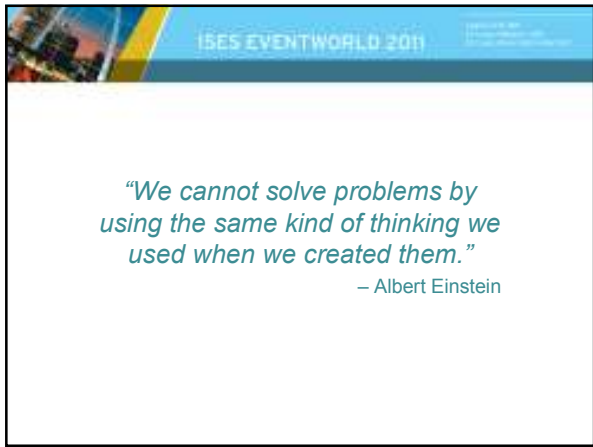 ISES EVENTWORLD 2011
“We cannot solve problems by
using the same kind of thinking we
used when we created them.”
– Albert Einstein